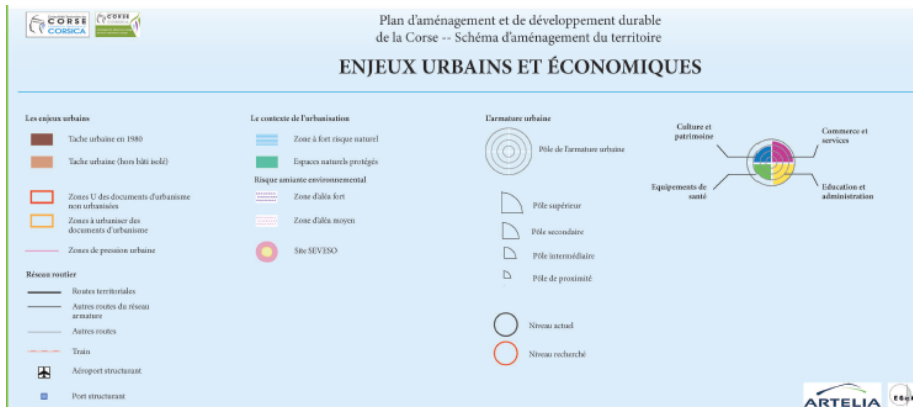 CORSE
CORSICA
Plan d'aménagement et de développement durable
de la Corse -- Schéma d'aménagement du territoire
ENJEUX URBAINS ET ÉCONOMIQUES
Les enjeux urbains
Tache urbaine en 1980
Tache urbaine (hors bâti isolé)
Zones U des documents d'urbanisme
non urbanisées
Zones à urbaniser des
documents d'urbanisme
Zones de pression urbaine
Réseau routier
Routes territoriales
Autres routes du réseau
armature
Autres routes
Train
Aéroport structurant
Port structurant
Le contexte de l'urbanisation
Zone à fort risque naturel
Espaces naturels protégés
Risque amiante environnemental
Zone d'aléa fort
Zone d'aléa moyen
Site SEVESO
L'armature urbaine
Pôle de l'armature urbaine
Pôle supérieur
Pôle secondaire
Pôle intermédiaire
Pôle de proximité
Niveau actuel
Niveau recherché
Culture et
patrimoine
Commerce et
services
Equipements de
santé
Education et
administration
ARTELIA